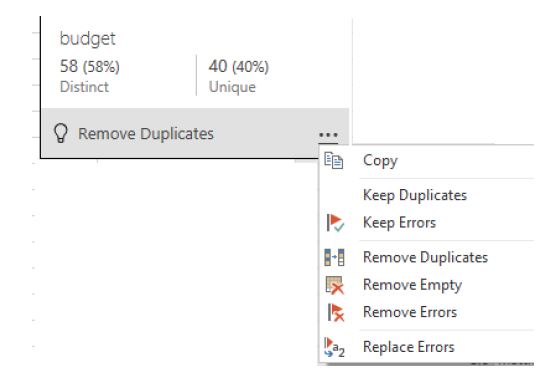 budget
58 (58%) 40 (40%)
Distinct Unique
Remove Duplicates ...
Copy
Keep Duplicates
Keep Errors
Remove Duplicates
Remove Empty
Remove Errors
Replace Errors